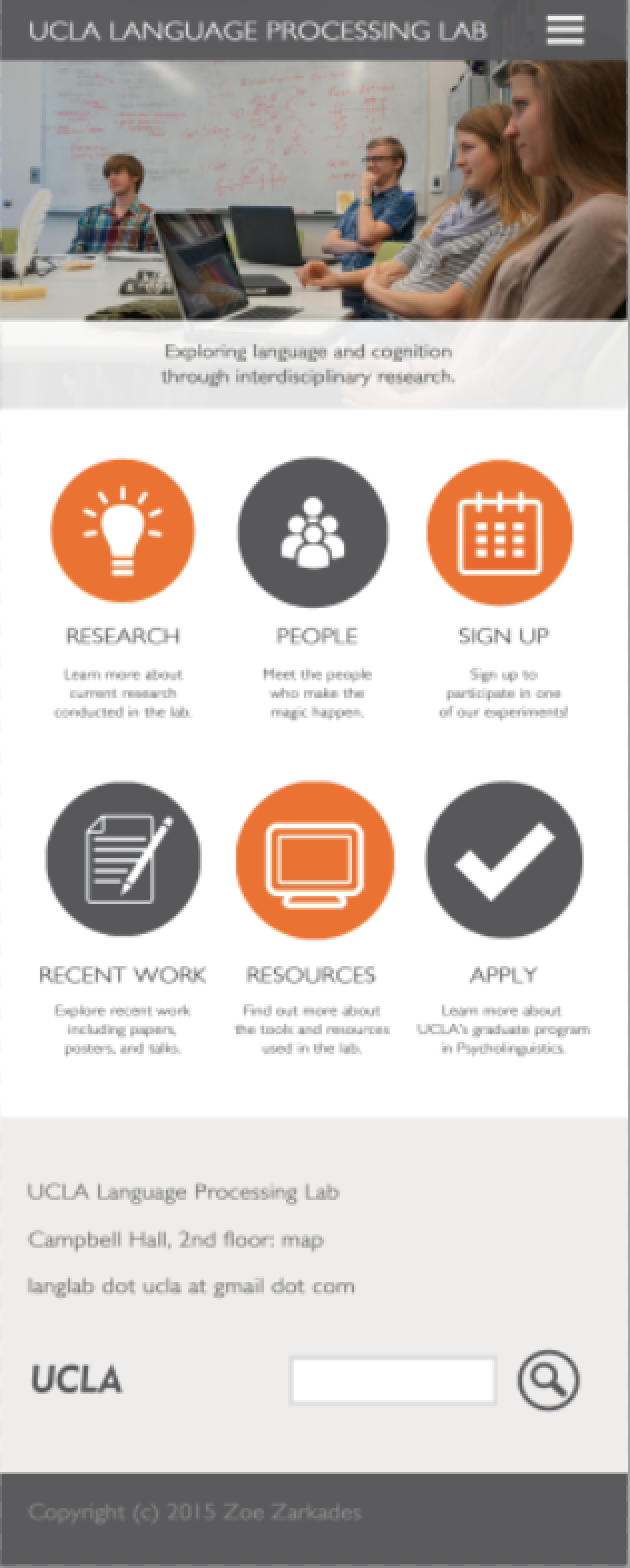 UCLA LANGUAGE PROCESSING LAB
Exploring language and cognition
through interdisciplinary research.
RESEARCH
Learn more about
current research
conducted in the lab.
PEOPLE
Meet the people
who make the
magic happen.
SIGN UP
Sign up to
participate in one
of our experiments!
RECENT WORK
Explore recent work
including papers,
posters, and talks.
RESOURCES
Find out more about
the tools and resources
used in the lab.
APPLY
Learn more about
UCLA's graduate program
in Psycholinguistics.
UCLA Language Processing Lab
Campbell Hall, 2nd floor: map
langlab dot ucla at gmail dot com
UCLA
Copyright (c) 2015 Zoe Zarkades